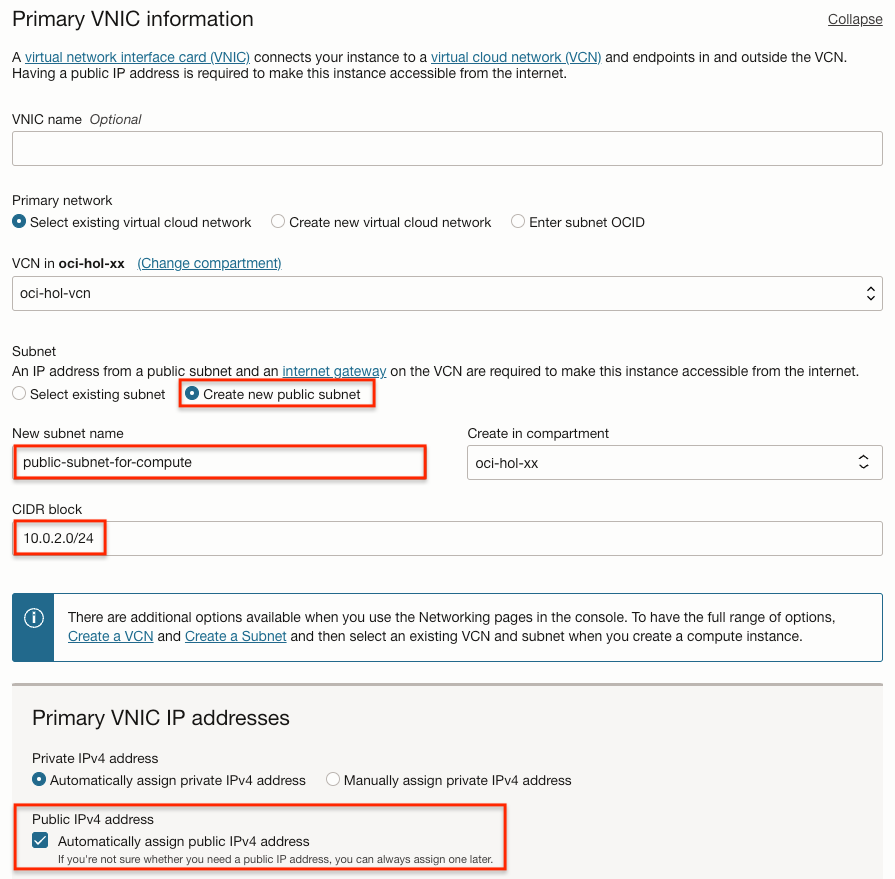 Primary VNIC information
Collapse
A virtual network interface card (VNIC) connects your instance to a virtual cloud network (VCN) and endpoints in and outside the VCN.
Having a public IP address is required to make this instance accessible from the internet.
VNIC name Optional
Primary network
Select existing virtual cloud network Create new virtual cloud network Enter subnet OCID
VCN in oci-hol-xx (Change compartment)
oci-hol-vcn
Subnet
An IP address from a public subnet and an internet gateway on the VCN are required to make this instance accessible from the internet.
Select existing subnet Create new public subnet
New subnet name Create in compartment
public-subnet-for-compute oci-hol-xx
CIDR block
10.0.2.0/24
There are additional options available when you use the Networking pages in the console. To have the full range of options,
Create a VCN and Create a Subnet and then select an existing VCN and subnet when you create a compute instance.
Primary VNIC IP addresses
Private IPv4 address
Automatically assign private IPv4 address Manually assign private IPv4 address
Public IPv4 address
Automatically assign public IPv4 address
If you're not sure whether you need a public IP address, you can always assign one later.